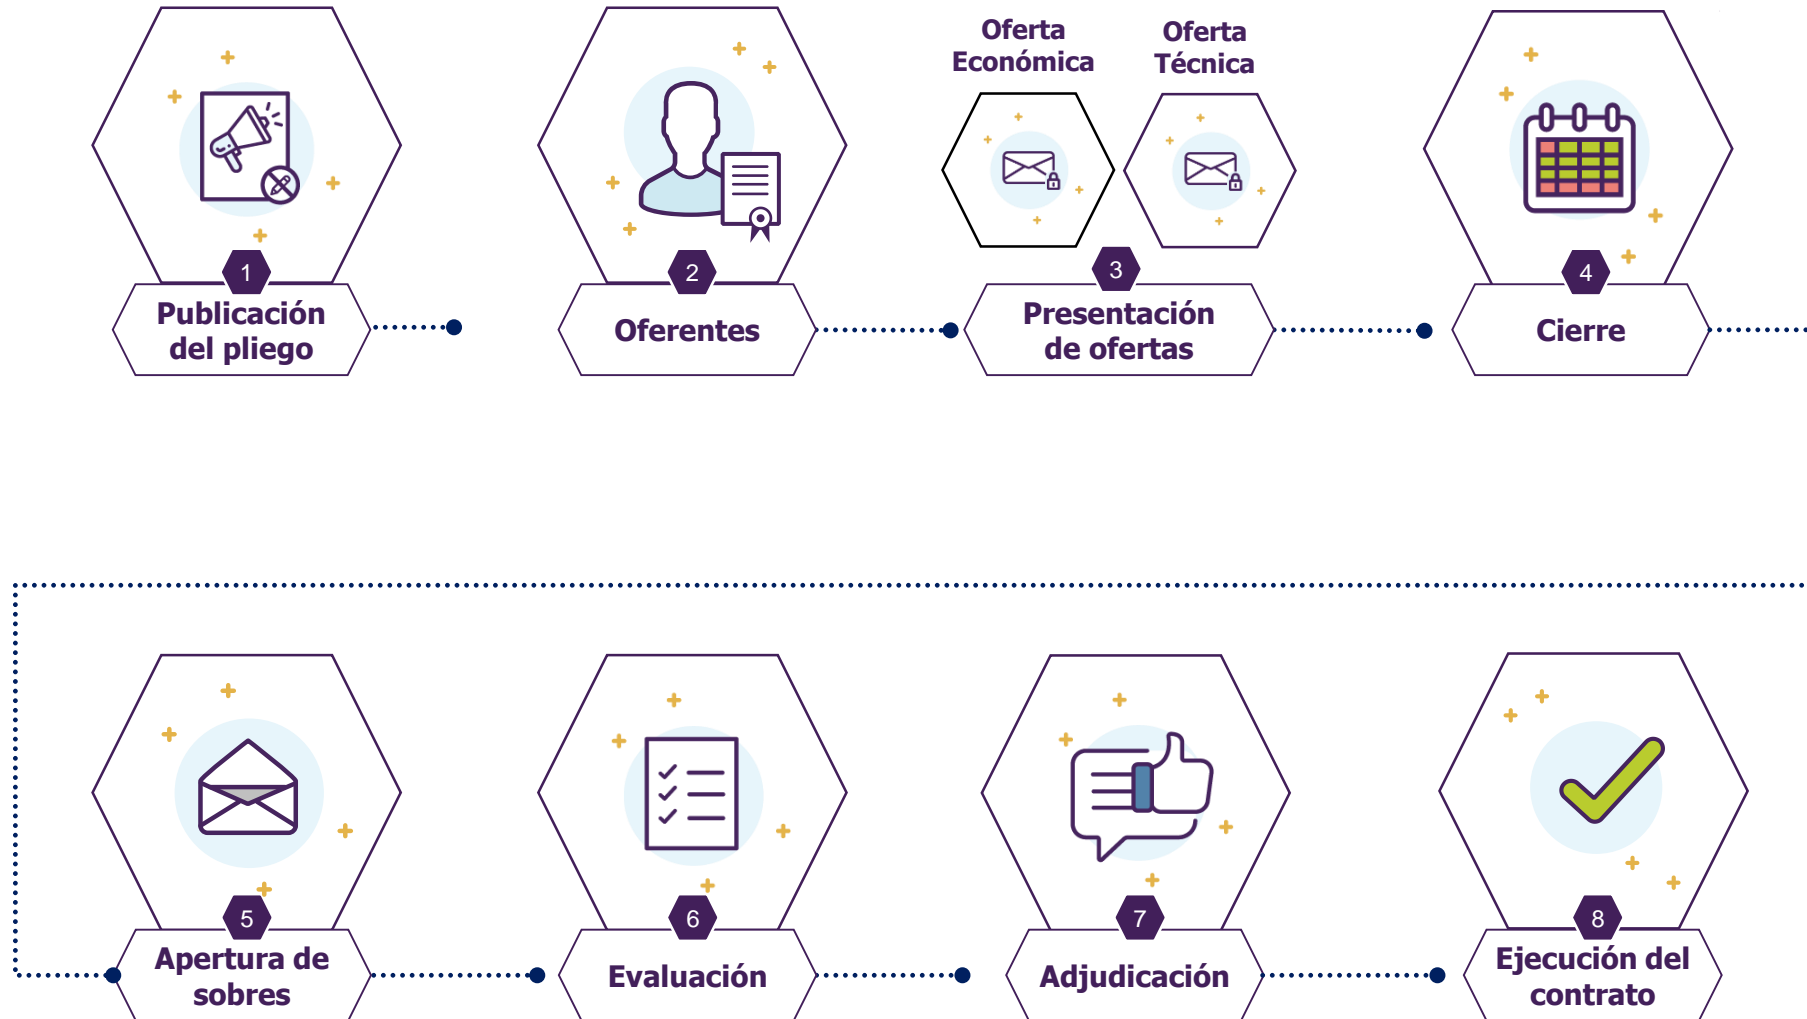 1
Publicación
del pliego
2
Oferentes
Oferta
Económica
Oferta
Técnica
3
Presentación
de ofertas
4
Cierre
5
Apertura de
sobres
6
Evaluación
7
Adjudicación
8
Ejecución del
contrato